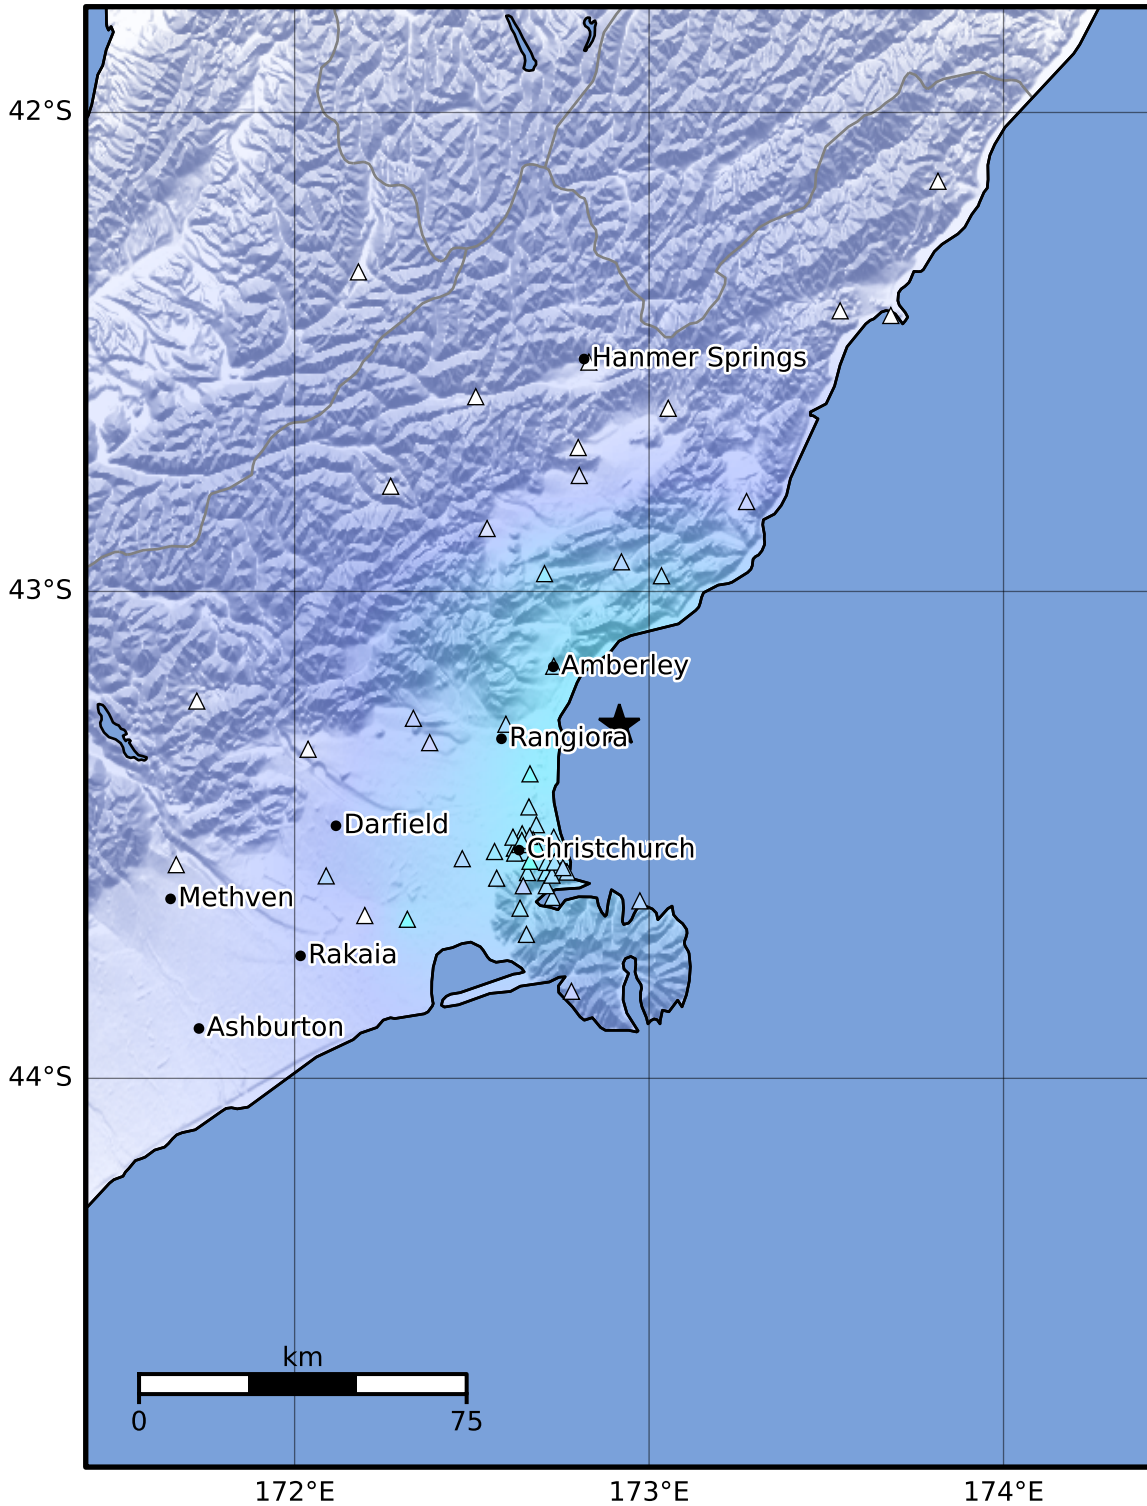 42°S
Hanmer Springs
43°S
Amberley
Rangiora
Darfield
Christchurch
Methven
Rakaia
Ashburton
44°S
km
0 75
172°E 173°E 174°E